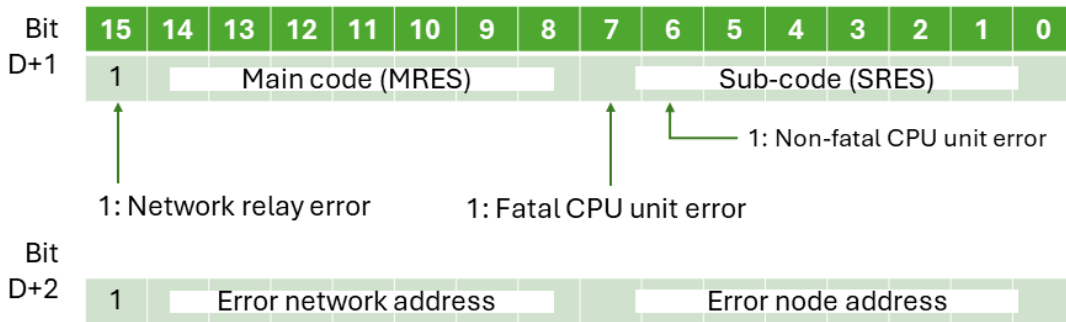 Bit 15 14 13 12 11 10 9 8 7 6 5 4 3 2 1 0
D+1 1 Main code (MRES) Sub-code (SRES)
1: Non-fatal CPU unit error
1: Network relay error 1: Fatal CPU unit error
Bit
D+2 1 Error network address Error node address